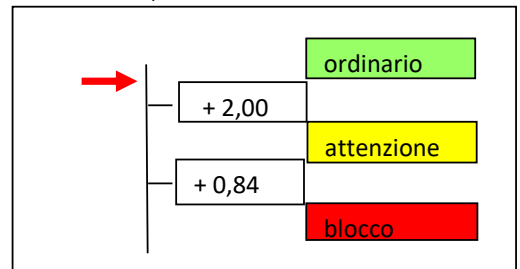 ordinario
+ 2,00
attenzione
+ 0,84
blocco